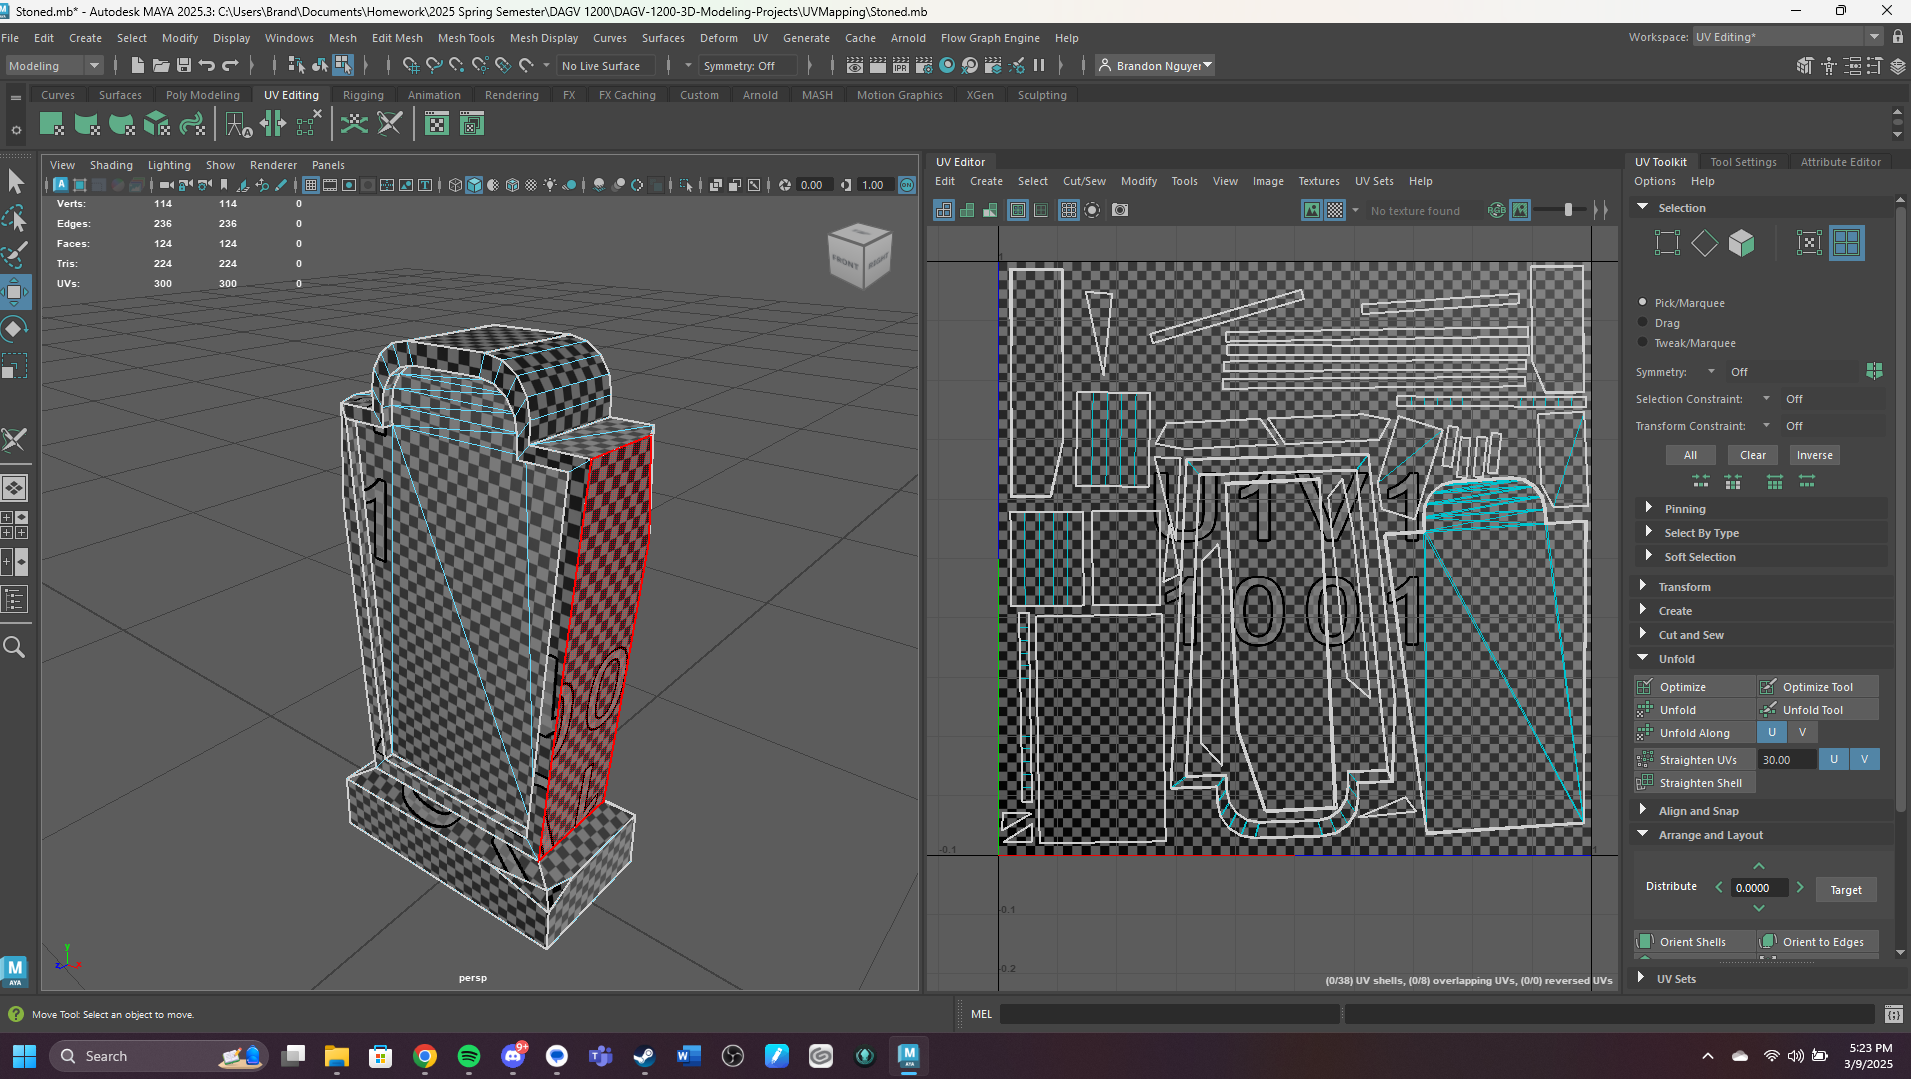 Stoned.mb* - Autodesk MAYA 2025.3: C:\Users\Brand\Documents\Homework\2025 Spring Semester\DAGV 1200\DAGV-1200-3D-Modeling-Projects\UVMapping\Stoned.mb
File Edit Create Select Modify Display Windows Mesh Edit Mesh Mesh Tools Mesh Display Curves Surfaces Deform UV Generate Cache Arnold Flow Graph Engine Help
Workspace: UV Editing*
Modeling No Live Surface Symmetry: Off IPR Brandon Nguyer
Curves Surfaces Poly Modeling UV Editing Rigging Animation Rendering FX FX Caching Custom Arnold MASH Motion Graphics XGen Sculpting
View Shading Lighting Show Renderer Panels
0.00 1.00 ON
Verts: 114 114 0
Edges: 236 236 0
Faces: 124 124 0
Tris: 224 224 0
UVs: 300 300 0
FRONT RIGHT
1
persp
y
z x
UV Editor
Edit Create Select Cut/Sew Modify Tools View Image Textures UV Sets Help
No texture found RGB
U1V1
1001
-0.1
1
-0.1
-0.2
(0/38) UV shells, (0/8) overlapping UVs, (0/0) reversed UVs
UV Toolkit Tool Settings Attribute Editor
Options Help
Selection
Pick/Marquee
Drag
Tweak/Marquee
Symmetry: Off
Selection Constraint: Off
Transform Constraint: Off
All Clear Inverse
Pinning
Select By Type
Soft Selection
Transform
Create
Cut and Sew
Unfold
Optimize Optimize Tool
Unfold Unfold Tool
Unfold Along U V
Straighten UVs 30.00 U V
Straighten Shell
Align and Snap
Arrange and Layout
Distribute 0.0000 Target
Orient Shells Orient to Edges
UV Sets
M
AYA
Move Tool: Select an object to move.
MEL
Search
9+
5:23 PM
3/9/2025